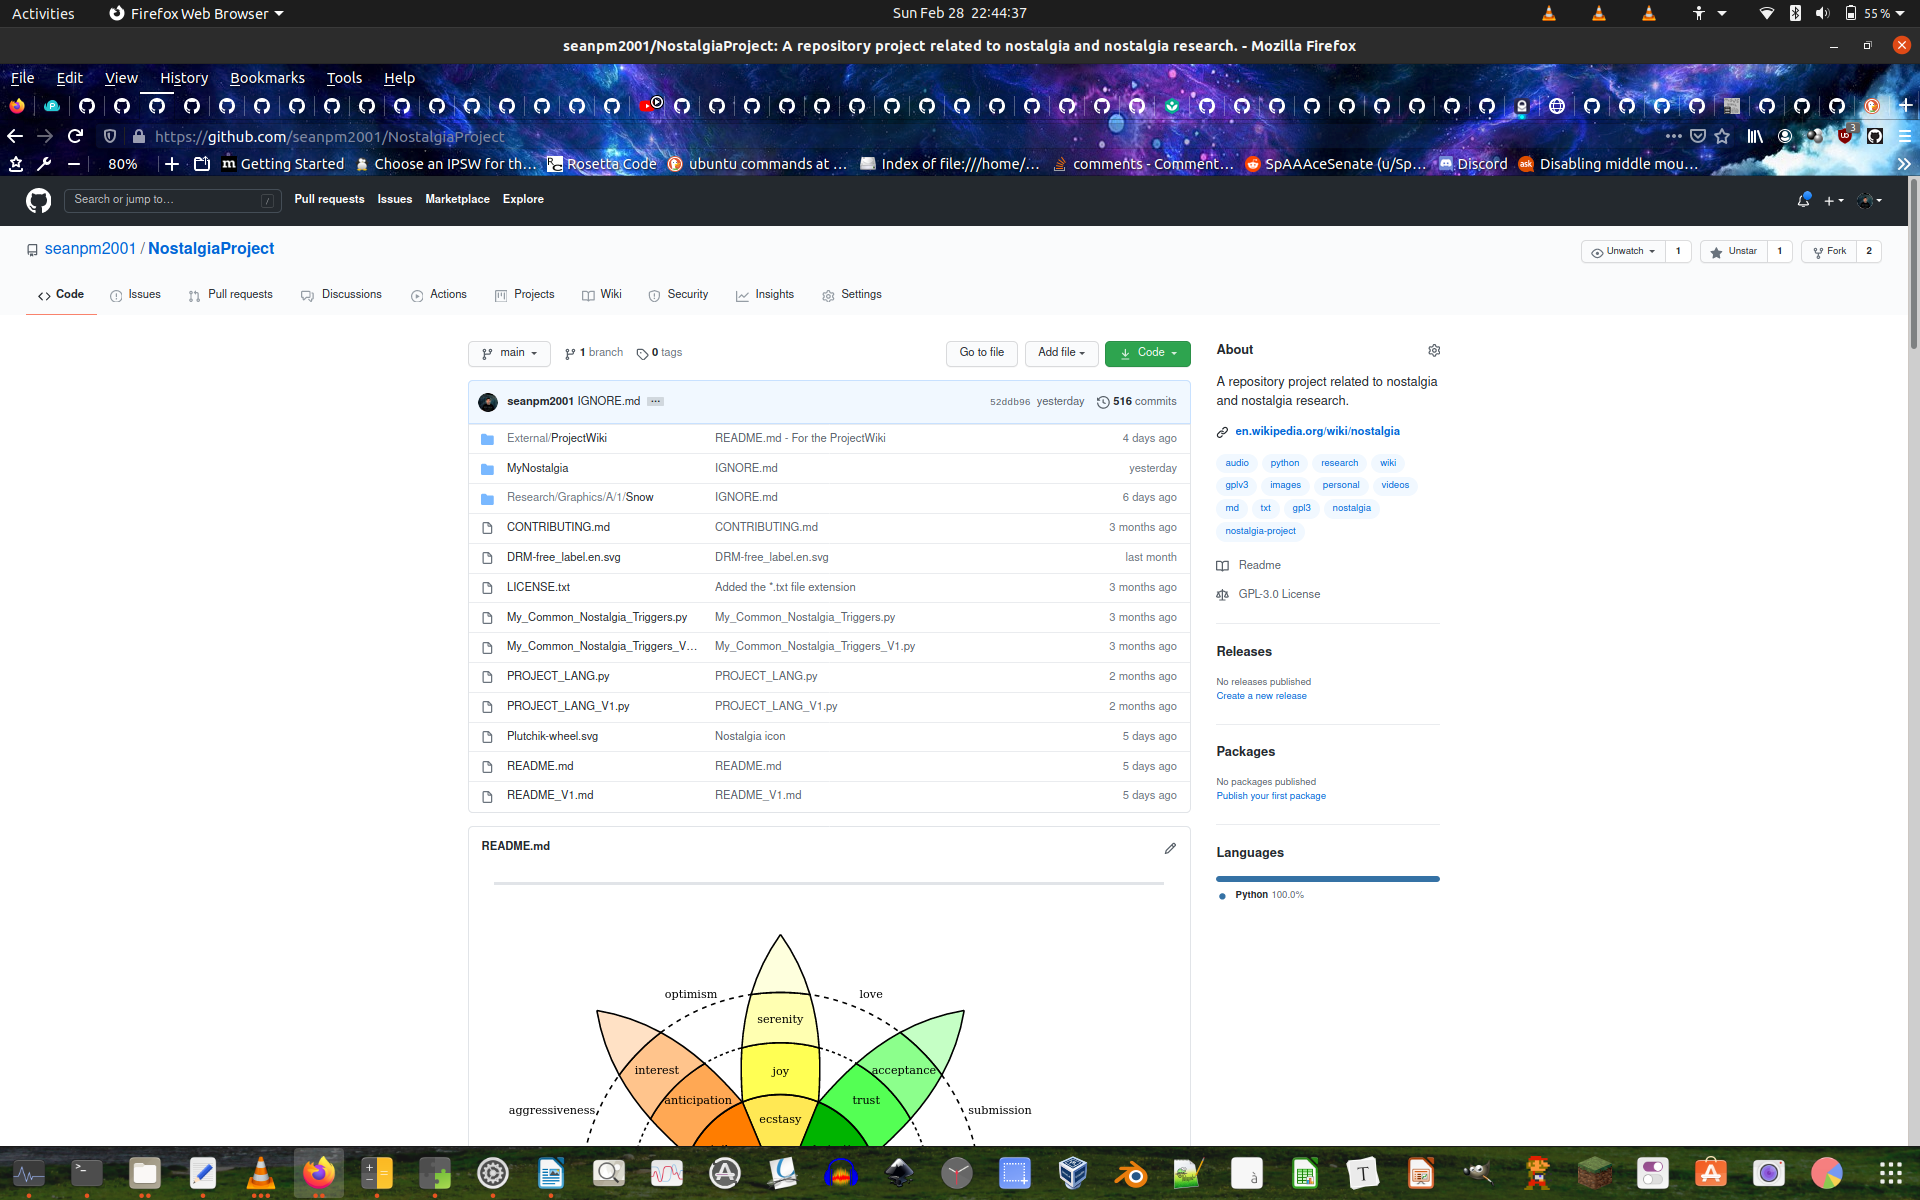 Activities Firefox Web Browser Sun Feb 28 22:44:37 55 %
seanpm2001/NostalgiaProject: A repository project related to nostalgia and nostalgia research. - Mozilla Firefox
File Edit View History Bookmarks Tools Help
https://github.com/seanpm2001/NostalgiaProject 3
80% Getting Started Choose an IPSW for th… Rosetta Code ubuntu commands at … Index of file:///home/… comments - Comment… SpAAAceSenate (u/Sp… Discord Disabling middle mou…
Search or jump to… / Pull requests Issues Marketplace Explore
seanpm2001 / NostalgiaProject Unwatch 1 Unstar 1 Fork 2
Code Issues Pull requests Discussions Actions Projects Wiki Security Insights Settings
main 1 branch 0 tags Go to file Add file Code
seanpm2001 IGNORE.md 52ddb96 yesterday 516 commits
External/ProjectWiki README.md - For the ProjectWiki 4 days ago
MyNostalgia IGNORE.md yesterday
Research/Graphics/A/1/Snow IGNORE.md 6 days ago
CONTRIBUTING.md CONTRIBUTING.md 3 months ago
DRM-free_label.en.svg DRM-free_label.en.svg last month
LICENSE.txt Added the *.txt file extension 3 months ago
My_Common_Nostalgia_Triggers.py My_Common_Nostalgia_Triggers.py 3 months ago
My_Common_Nostalgia_Triggers_V… My_Common_Nostalgia_Triggers_V1.py 3 months ago
PROJECT_LANG.py PROJECT_LANG.py 2 months ago
PROJECT_LANG_V1.py PROJECT_LANG_V1.py 2 months ago
Plutchik-wheel.svg Nostalgia icon 5 days ago
README.md README.md 5 days ago
README_V1.md README_V1.md 5 days ago
About
A repository project related to nostalgia
and nostalgia research.
en.wikipedia.org/wiki/nostalgia
audio python research wiki
gplv3 images personal videos
md txt gpl3 nostalgia
nostalgia-project
Readme
GPL-3.0 License
Releases
No releases published
Create a new release
Packages
No packages published
Publish your first package
Languages
Python 100.0%
README.md
optimism love
serenity
interest joy acceptance
anticipation trust
aggressiveness ecstasy submission